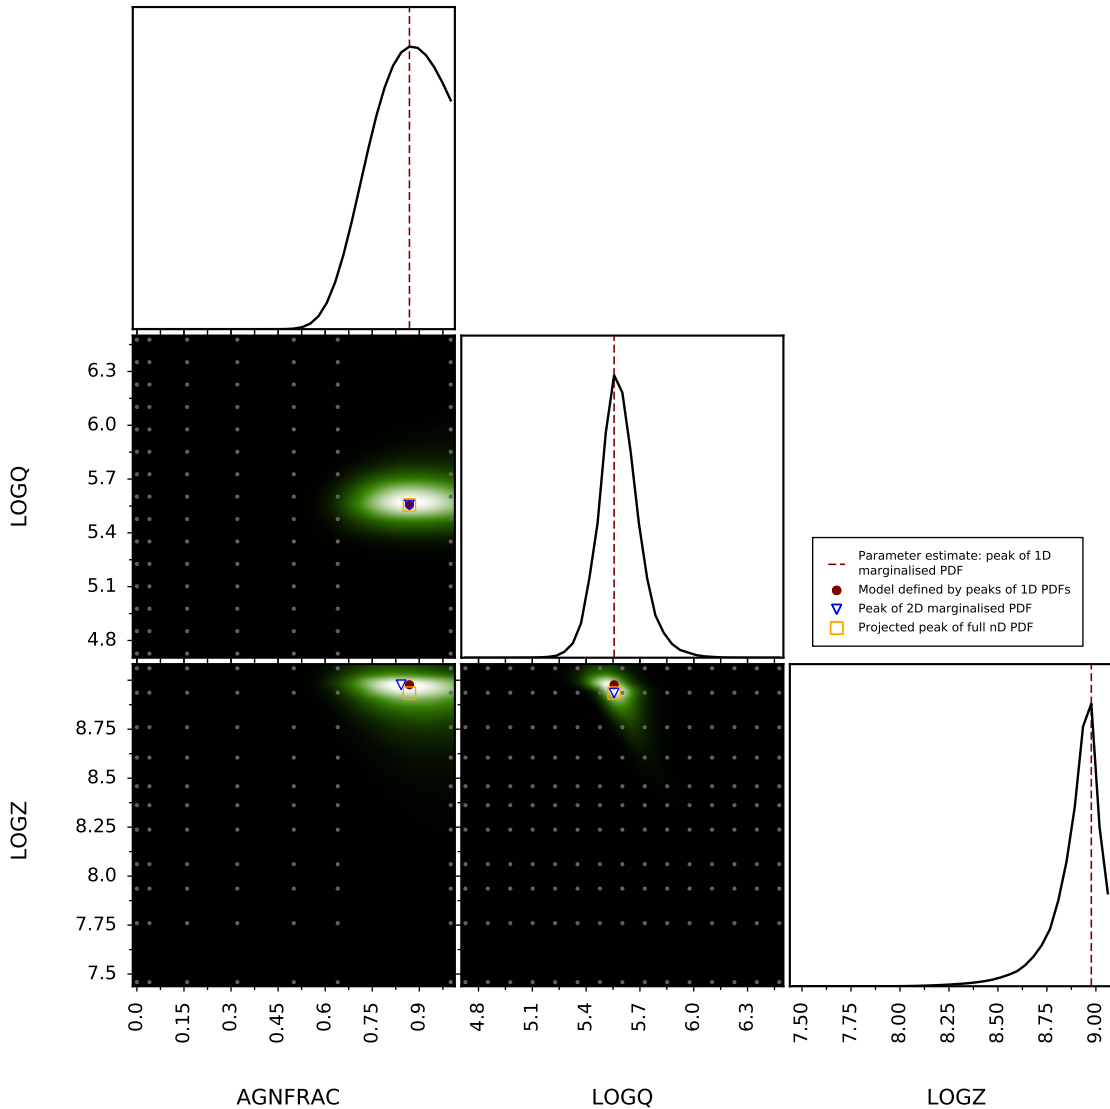 6.3
6.0
5.7
5.4
5.1
4.8
LOGQ
Parameter estimate: peak of 1D
marginalised PDF
Model defined by peaks of 1D PDFs
Peak of 2D marginalised PDF
Projected peak of full nD PDF
8.75
8.5
8.25
8.0
7.75
7.5
LOGZ
0.0 0.15 0.3 0.45 0.6 0.75 0.9
4.8 5.1 5.4 5.7 6.0 6.3
7.50 7.75 8.00 8.25 8.50 8.75 9.00
AGNFRAC LOGQ LOGZ